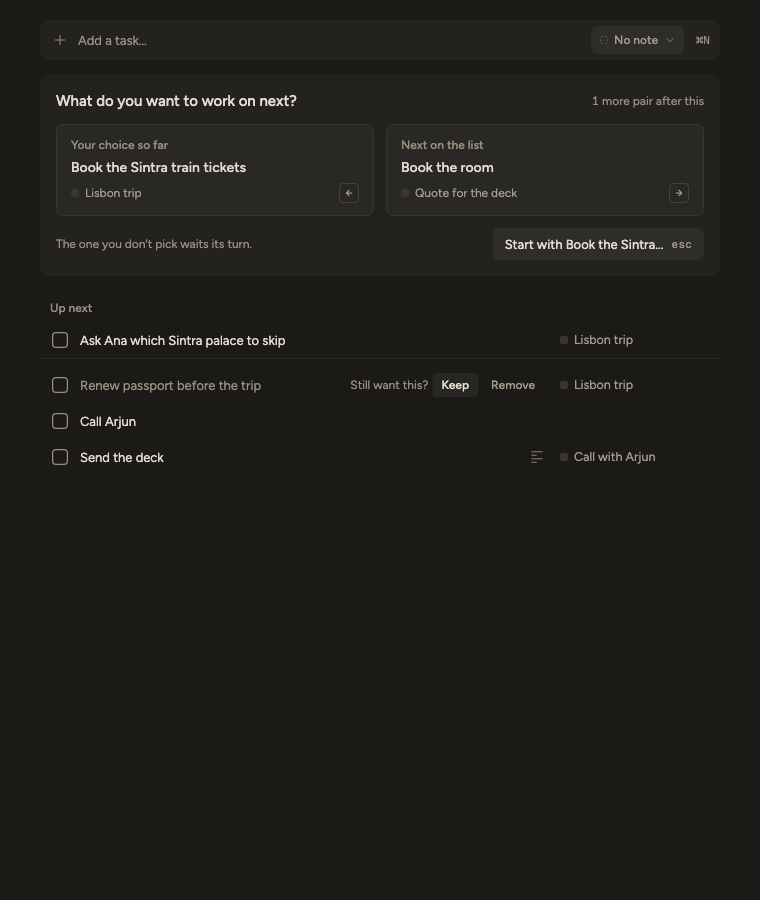 Add a task...
No note
⌘N
What do you want to work on next?
1 more pair after this
Your choice so far
Book the Sintra train tickets
Lisbon trip
←
Next on the list
Book the room
Quote for the deck
→
The one you don't pick waits its turn.
Start with Book the Sintra... esc
Up next
Ask Ana which Sintra palace to skip
Lisbon trip
Renew passport before the trip
Still want this? Keep Remove
Lisbon trip
Call Arjun
Send the deck
Call with Arjun